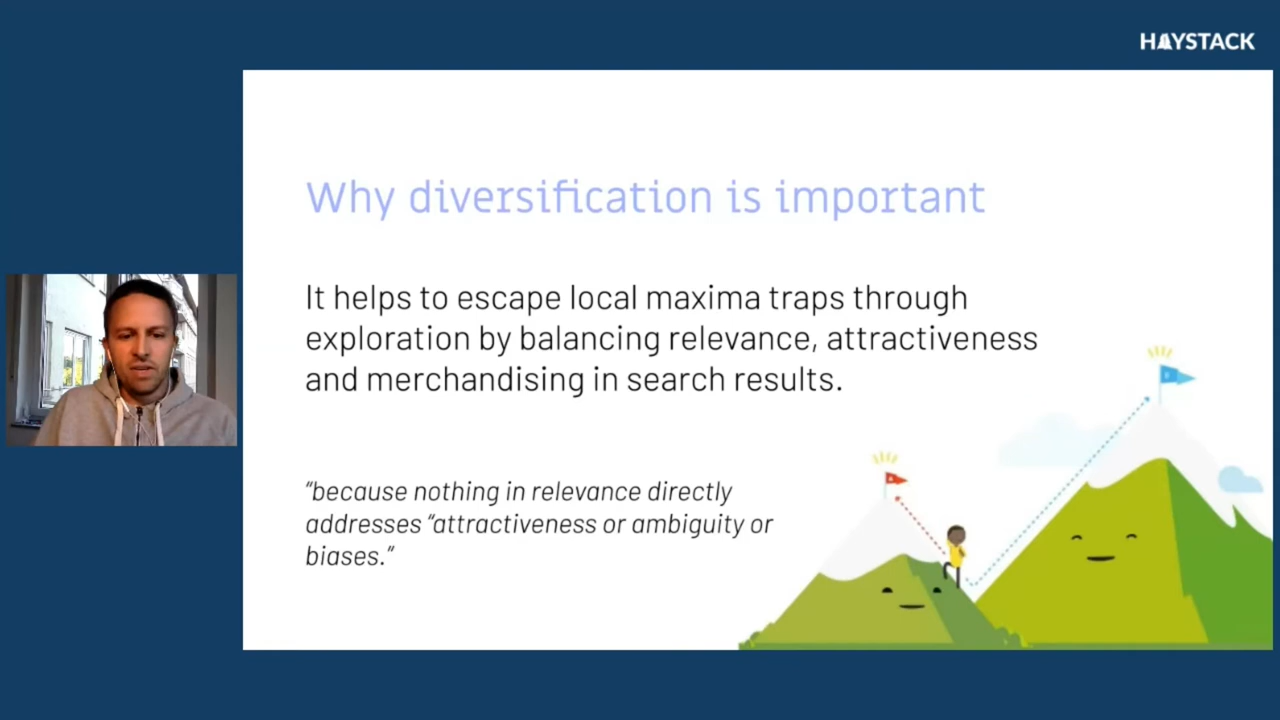 HAYSTACK
Why diversification is important
It helps to escape local maxima traps through
exploration by balancing relevance, attractiveness
and merchandising in search results.
"because nothing in relevance directly
addresses "attractiveness or ambiguity or
biases."